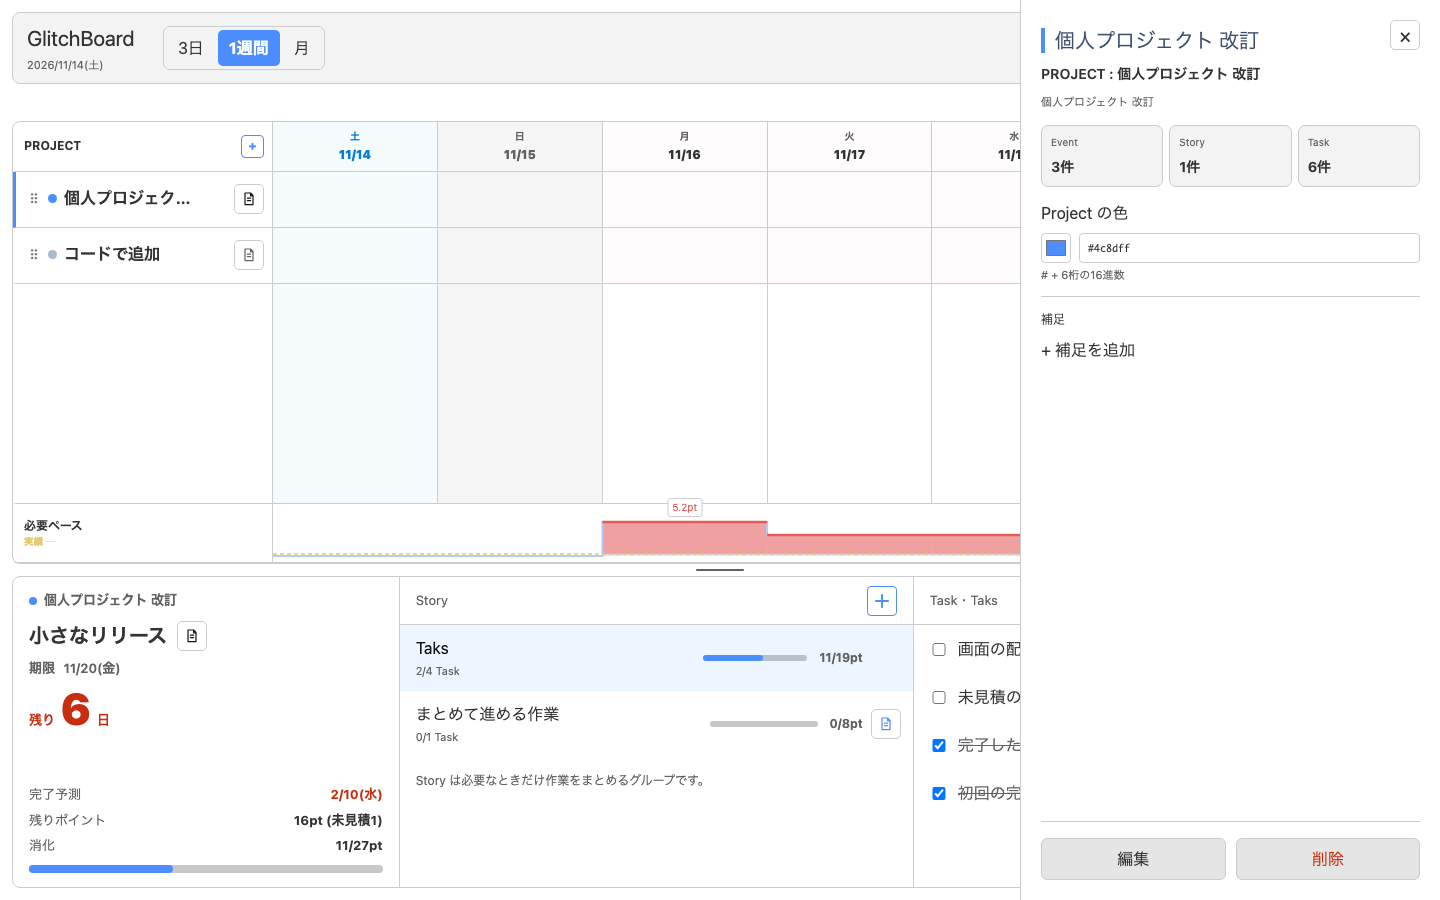 GlitchBoard
2026/11/14(土)
3日
1週間
月
PROJECT
+
土
11/14
日
11/15
月
11/16
火
11/17
水
11/1
個人プロジェク...
コードで追加
必要ペース
実績 —
5.2pt
個人プロジェクト 改訂
小さなリリース
期限 11/20(金)
残り 6 日
完了予測 2/10(水)
残りポイント 16pt (未見積1)
消化 11/27pt
Story
+
Taks
2/4 Task
11/19pt
まとめて進める作業
0/1 Task
0/8pt
Story は必要なときだけ作業をまとめるグループです。
Task・Taks
画面の配
未見積の
完了した
初回の完
個人プロジェクト 改訂
×
PROJECT : 個人プロジェクト 改訂
個人プロジェクト 改訂
Event
3件
Story
1件
Task
6件
Project の色
#4c8dff
# + 6桁の16進数
補足
+ 補足を追加
編集
削除